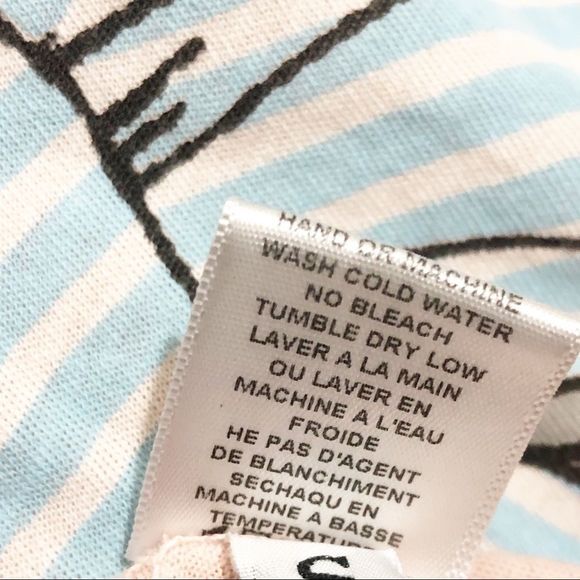 HAND OR MACHINE
WASH COLD WATER
NO BLEACH
TUMBLE DRY LOW
LAVER A LA MAIN
OU LAVER EN
MACHINE A L'EAU
FROIDE
HE PAS D'AGENT
DE BLANCHIMENT
SECHAQU EN
MACHINE A BASSE
TEMPERATUR
S